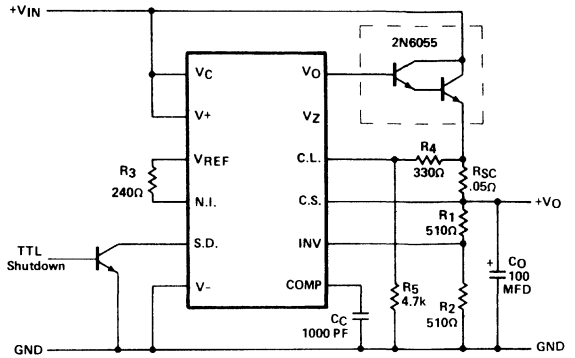 +VIN
2N6055
VC
VO
V+
VZ
VREF
C.L.
R4
330Ω
R3
240Ω
RSC
.05Ω
N.I.
C.S.
+VO
R1
510Ω
TTL
Shutdown
S.D.
INV
V-
COMP
R5
4.7k
R2
510Ω
+
CO
100
MFD
CC
1000 PF
GND
GND